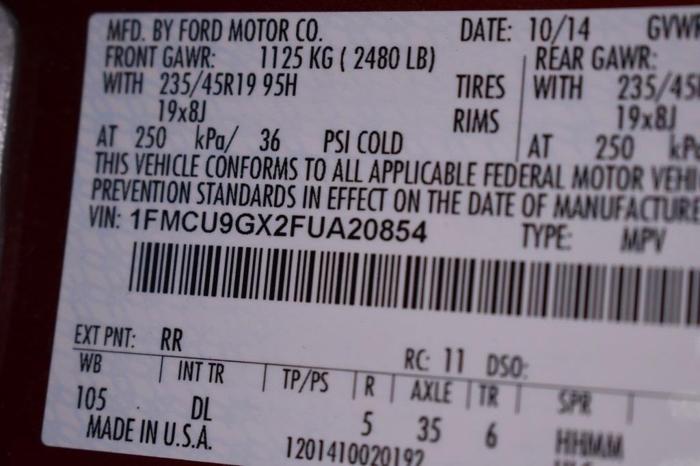 MFD. BY FORD MOTOR CO. DATE: 10/14 GVWR
FRONT GAWR: 1125 KG ( 2480 LB) REAR GAWR:
WITH 235/45R19 95H TIRES WITH 235/45
19x8J RIMS 19x8J
AT 250 kPa/ 36 PSI COLD AT 250 kPa
THIS VEHICLE CONFORMS TO ALL APPLICABLE FEDERAL MOTOR VEHI
PREVENTION STANDARDS IN EFFECT ON THE DATE OF MANUFACTURE
VIN: 1FMCU9GX2FUA20854 TYPE: MPV
EXT PNT: RR RC: 11 DSO:
WB INT TR TP/PS R AXLE TR SPR
105 DL 5 35 6 HHMM
MADE IN U.S.A. 1201410020192